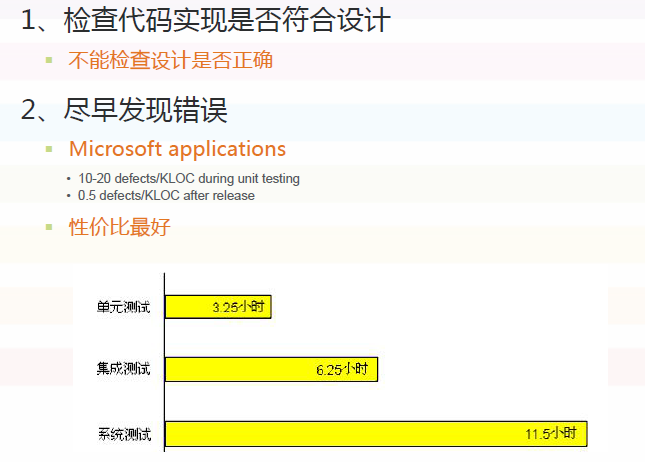 1、检查代码实现是否符合设计
不能检查设计是否正确
2、尽早发现错误
Microsoft applications
10-20 defects/KLOC during unit testing
0.5 defects/KLOC after release
性价比最好
单元测试 3.25小时
集成测试 6.25小时
系统测试 11.5小时